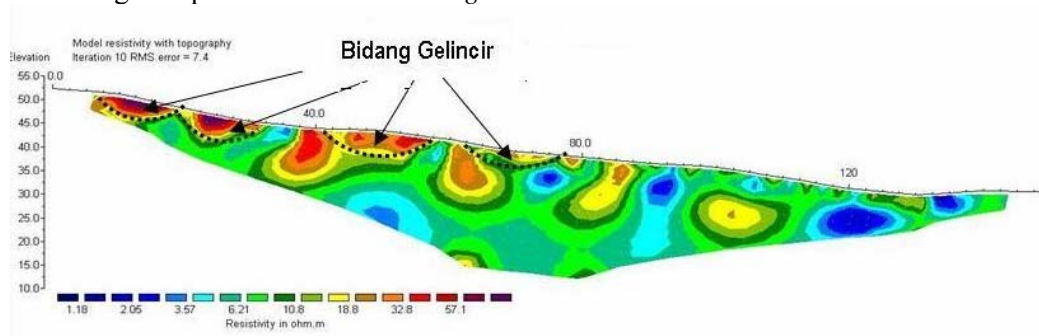 Model resistivity with topography
Bidang Gelincir
Elevation
Iteration 10 RMS error = 7.4
55.0
0.0
50.0
45.0
40.0
40.0
35.0
80.0
30.0
120
25.0
20.0
15.0
10.0
1.18 2.05 3.57 6.21 10.8 18.8 32.8 57.1
Resistivity in ohm.m